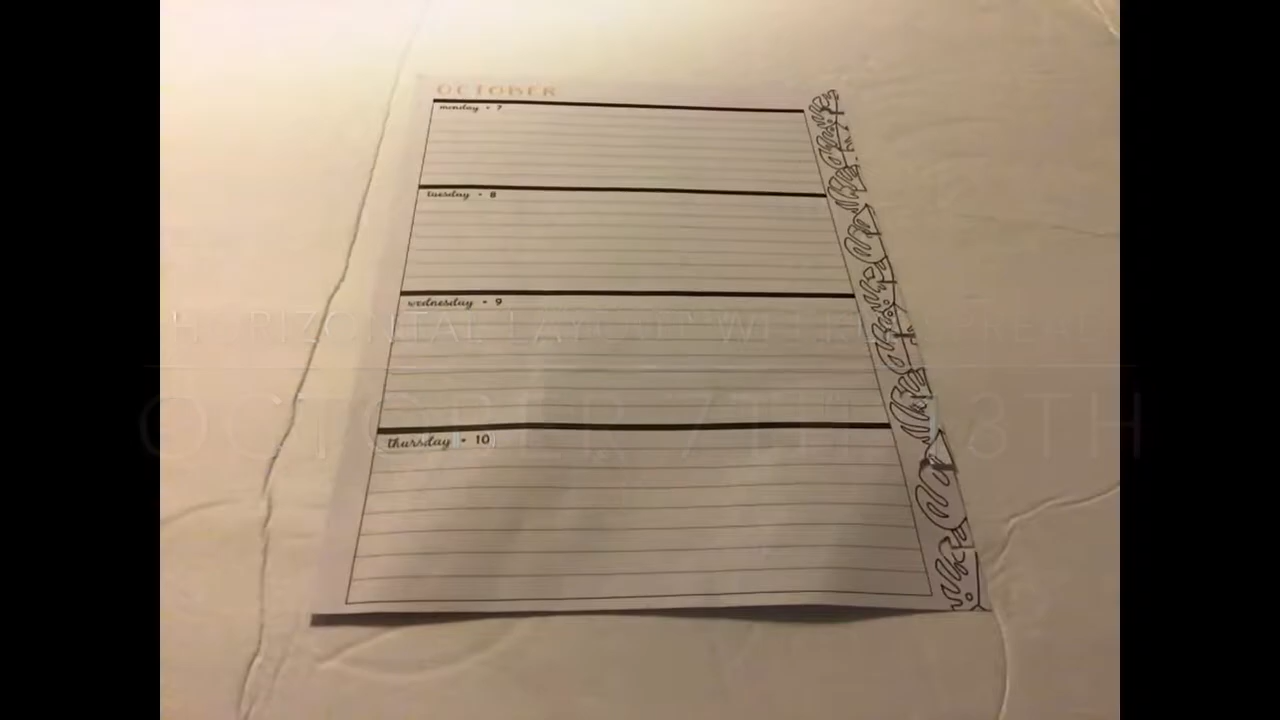 OCTOBER
monday - 7
tuesday - 8
wednesday - 9
HORIZONTAL LAYOUT WEEKLY SPREAD
OCTOBER 7TH-13TH
thursday - 10